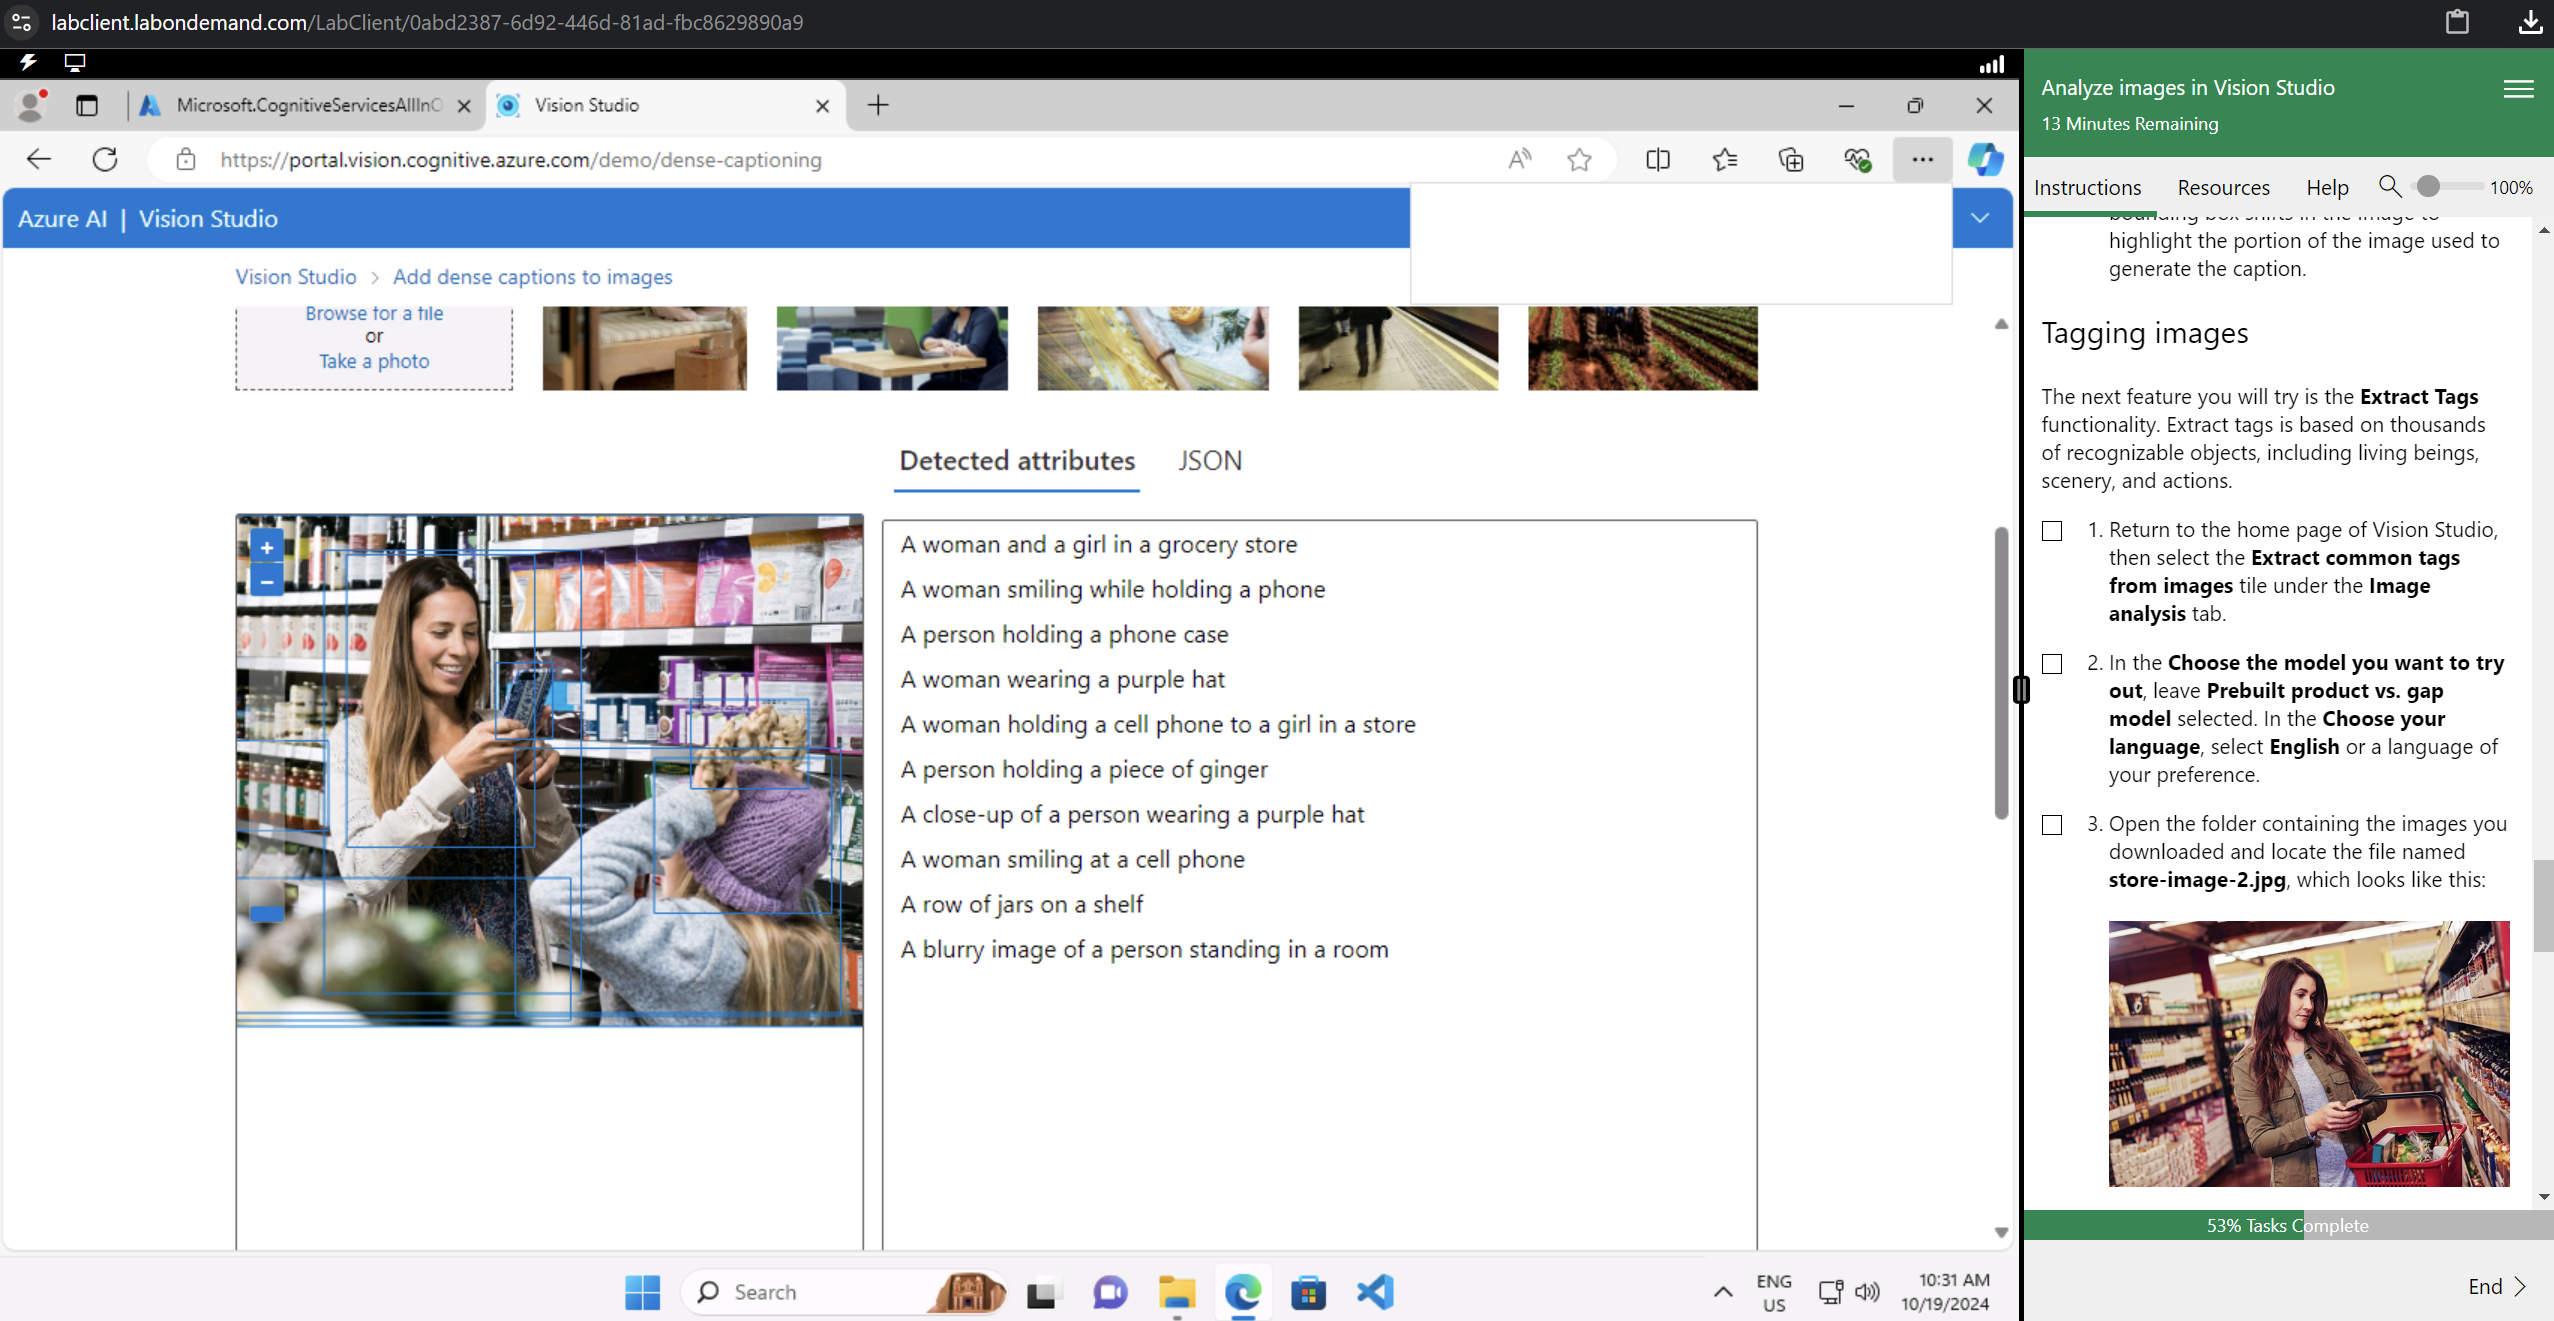 labclient.labondemand.com/LabClient/0abd2387-6d92-446d-81ad-fbc8629890a9
Microsoft.CognitiveServicesAllInO
Vision Studio
https://portal.vision.cognitive.azure.com/demo/dense-captioning
Azure AI | Vision Studio
Vision Studio > Add dense captions to images
Browse for a file
or
Take a photo
Detected attributes
JSON
A woman and a girl in a grocery store
A woman smiling while holding a phone
A person holding a phone case
A woman wearing a purple hat
A woman holding a cell phone to a girl in a store
A person holding a piece of ginger
A close-up of a person wearing a purple hat
A woman smiling at a cell phone
A row of jars on a shelf
A blurry image of a person standing in a room
Search
ENG
US
10:31 AM
10/19/2024
Analyze images in Vision Studio
13 Minutes Remaining
Instructions
Resources
Help
100%
bounding box shifts in the image to
highlight the portion of the image used to
generate the caption.
Tagging images
The next feature you will try is the Extract Tags
functionality. Extract tags is based on thousands
of recognizable objects, including living beings,
scenery, and actions.
1. Return to the home page of Vision Studio,
then select the Extract common tags
from images tile under the Image
analysis tab.
2. In the Choose the model you want to try
out, leave Prebuilt product vs. gap
model selected. In the Choose your
language, select English or a language of
your preference.
3. Open the folder containing the images you
downloaded and locate the file named
store-image-2.jpg, which looks like this:
53% Tasks Complete
End